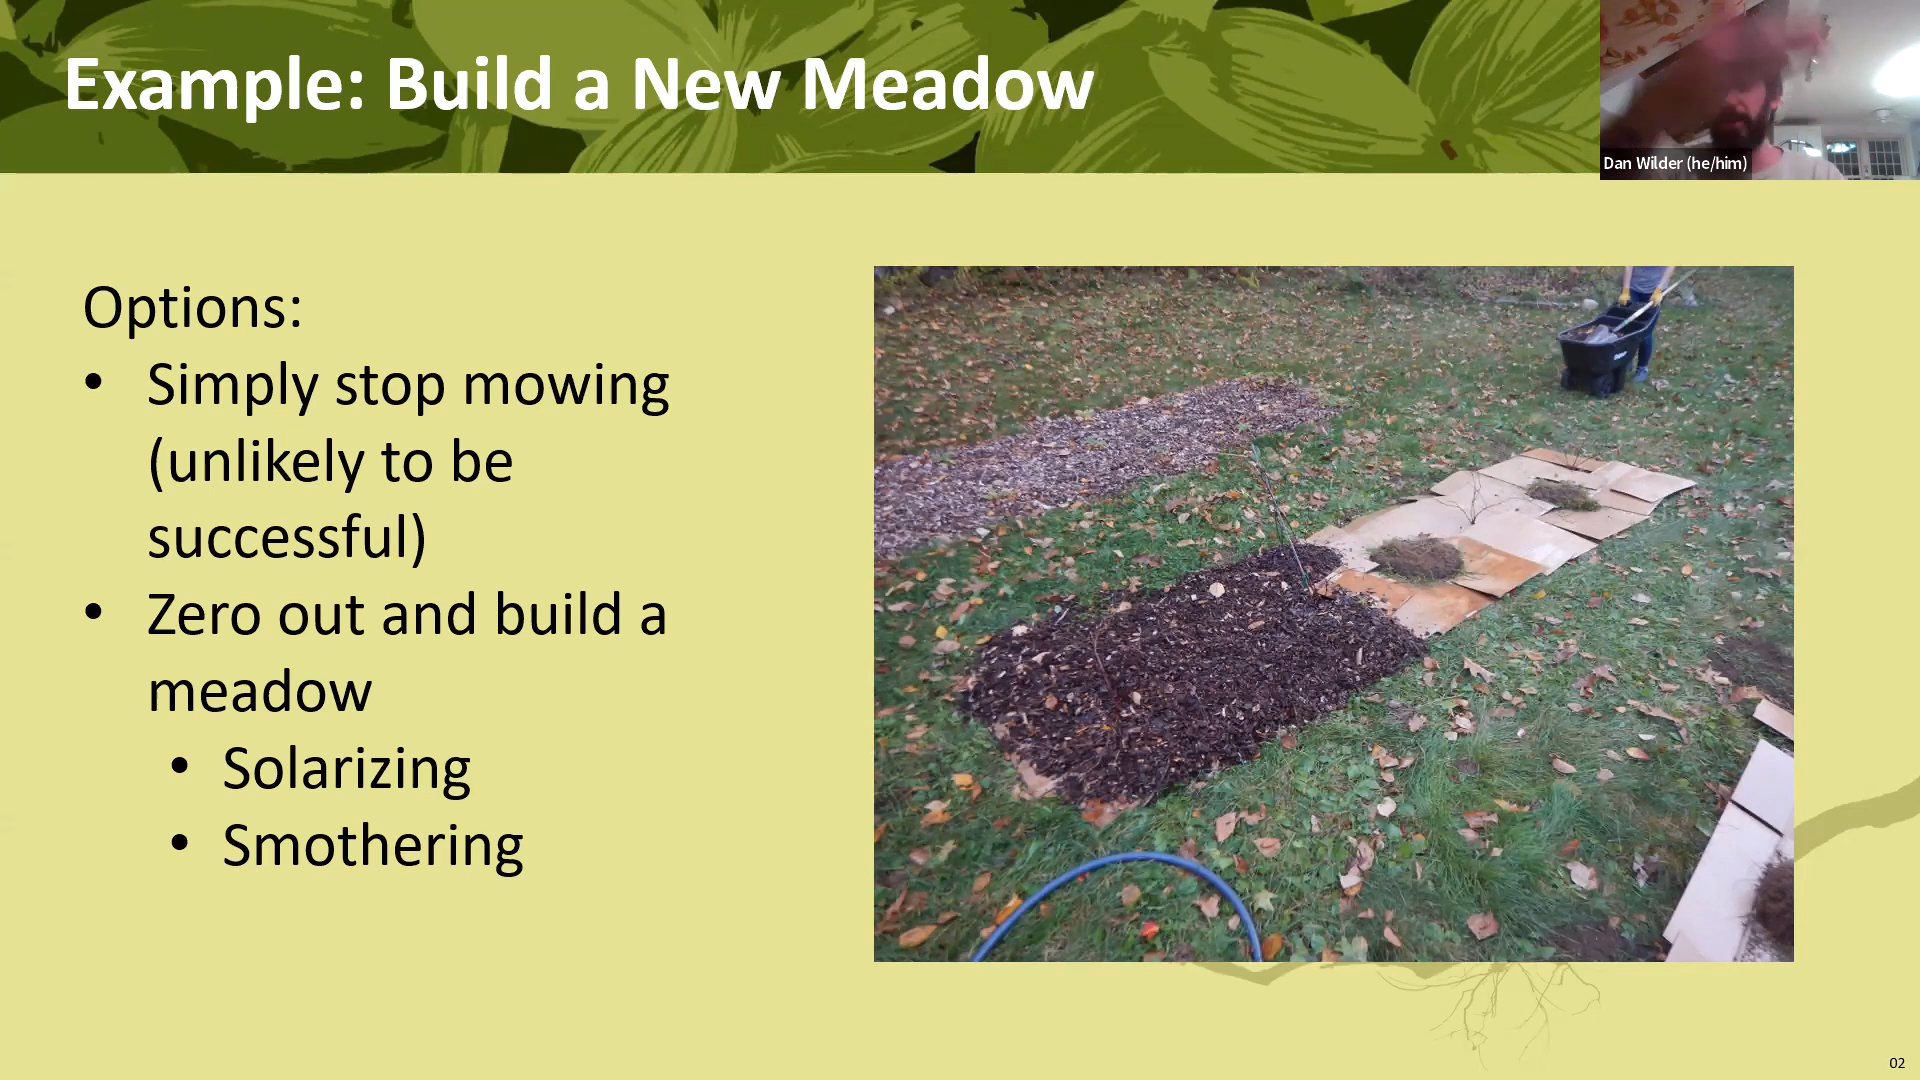 Example: Build a New Meadow
Dan Wilder (he/him)
Options:
• Simply stop mowing
(unlikely to be
successful)
• Zero out and build a
meadow
• Solarizing
• Smothering
02